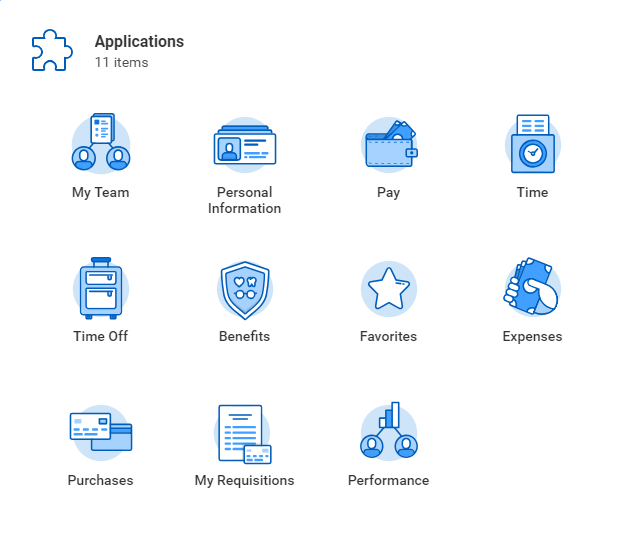 Applications
11 items
My Team
Personal
Information
Pay
Time
Time Off
Benefits
Favorites
Expenses
Purchases
My Requisitions
Performance